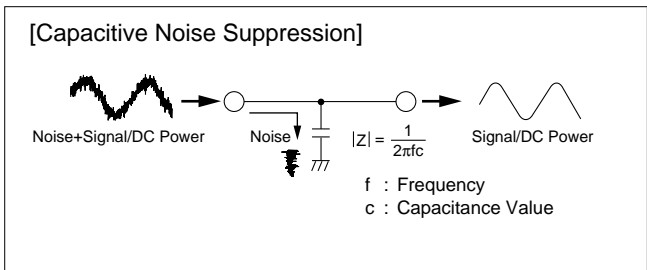 [Capacitive Noise Suppression]
Noise+Signal/DC Power
Noise
|Z| = 1/2πfc
Signal/DC Power
f : Frequency
c : Capacitance Value